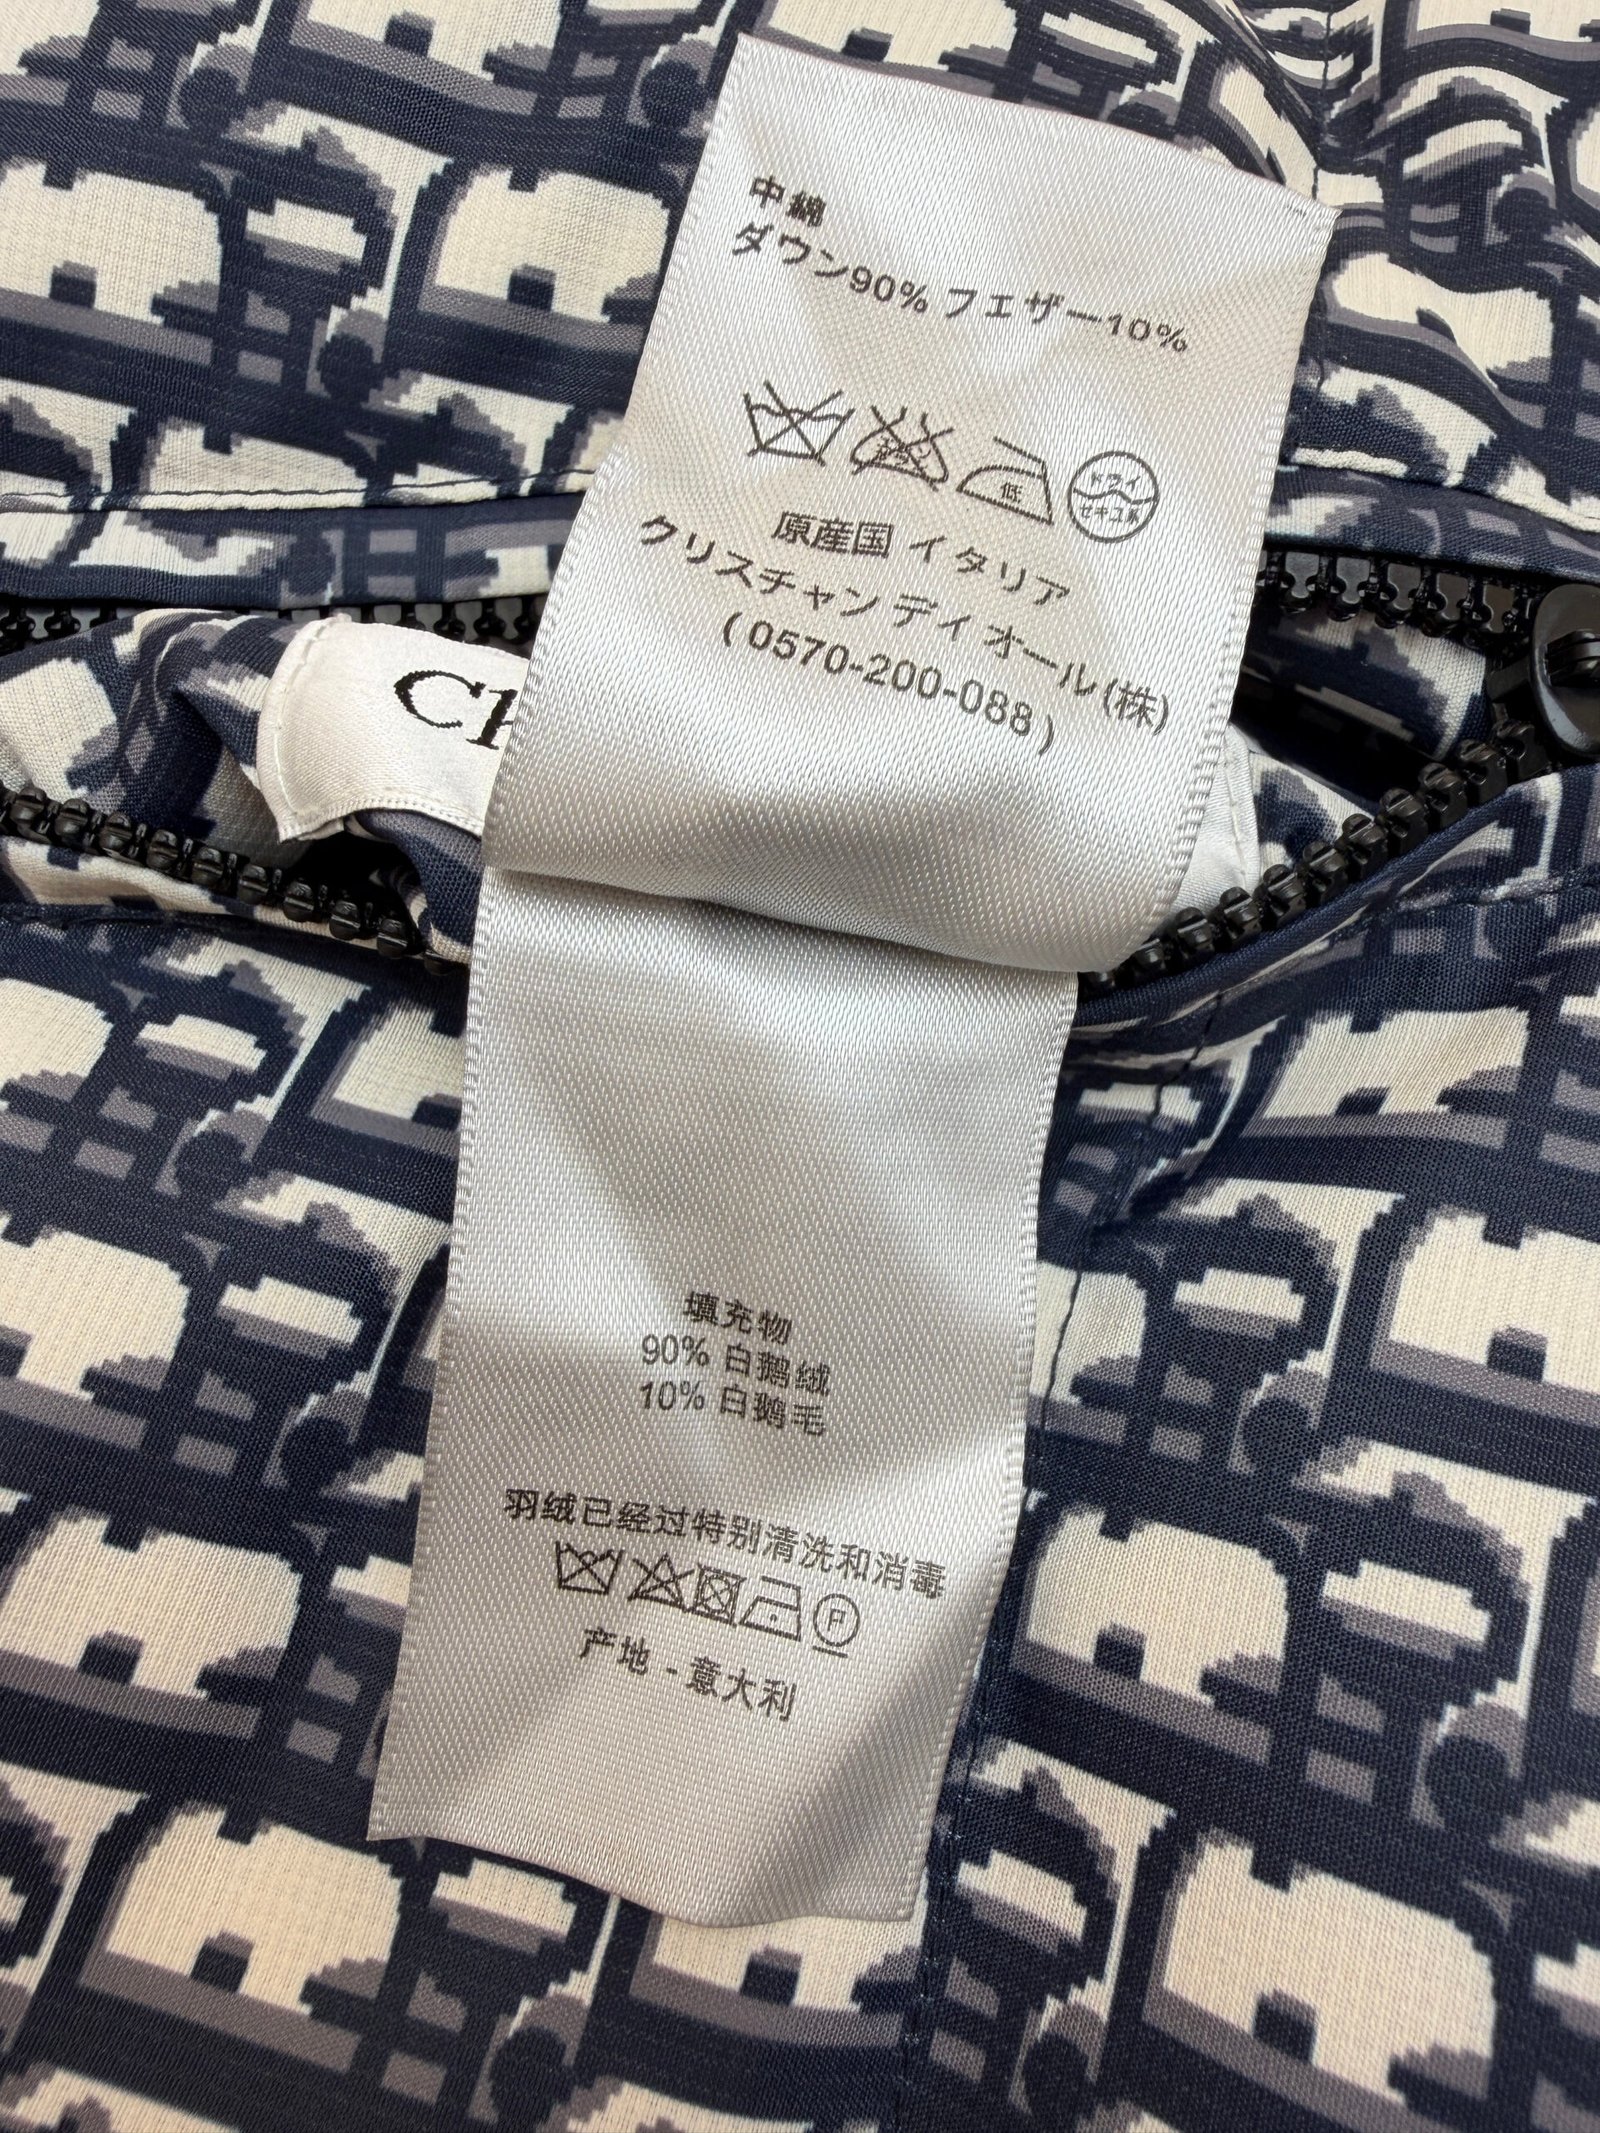 中綿
ダウン90% フェザー10%
低
ドライ
セキユ系
原産国 イタリア
クリスチャン ディオール(株)
(0570-200-088)
填充物
90% 白鹅绒
10% 白鹅毛
羽绒已经过特别清洗和消毒
P
产地 - 意大利